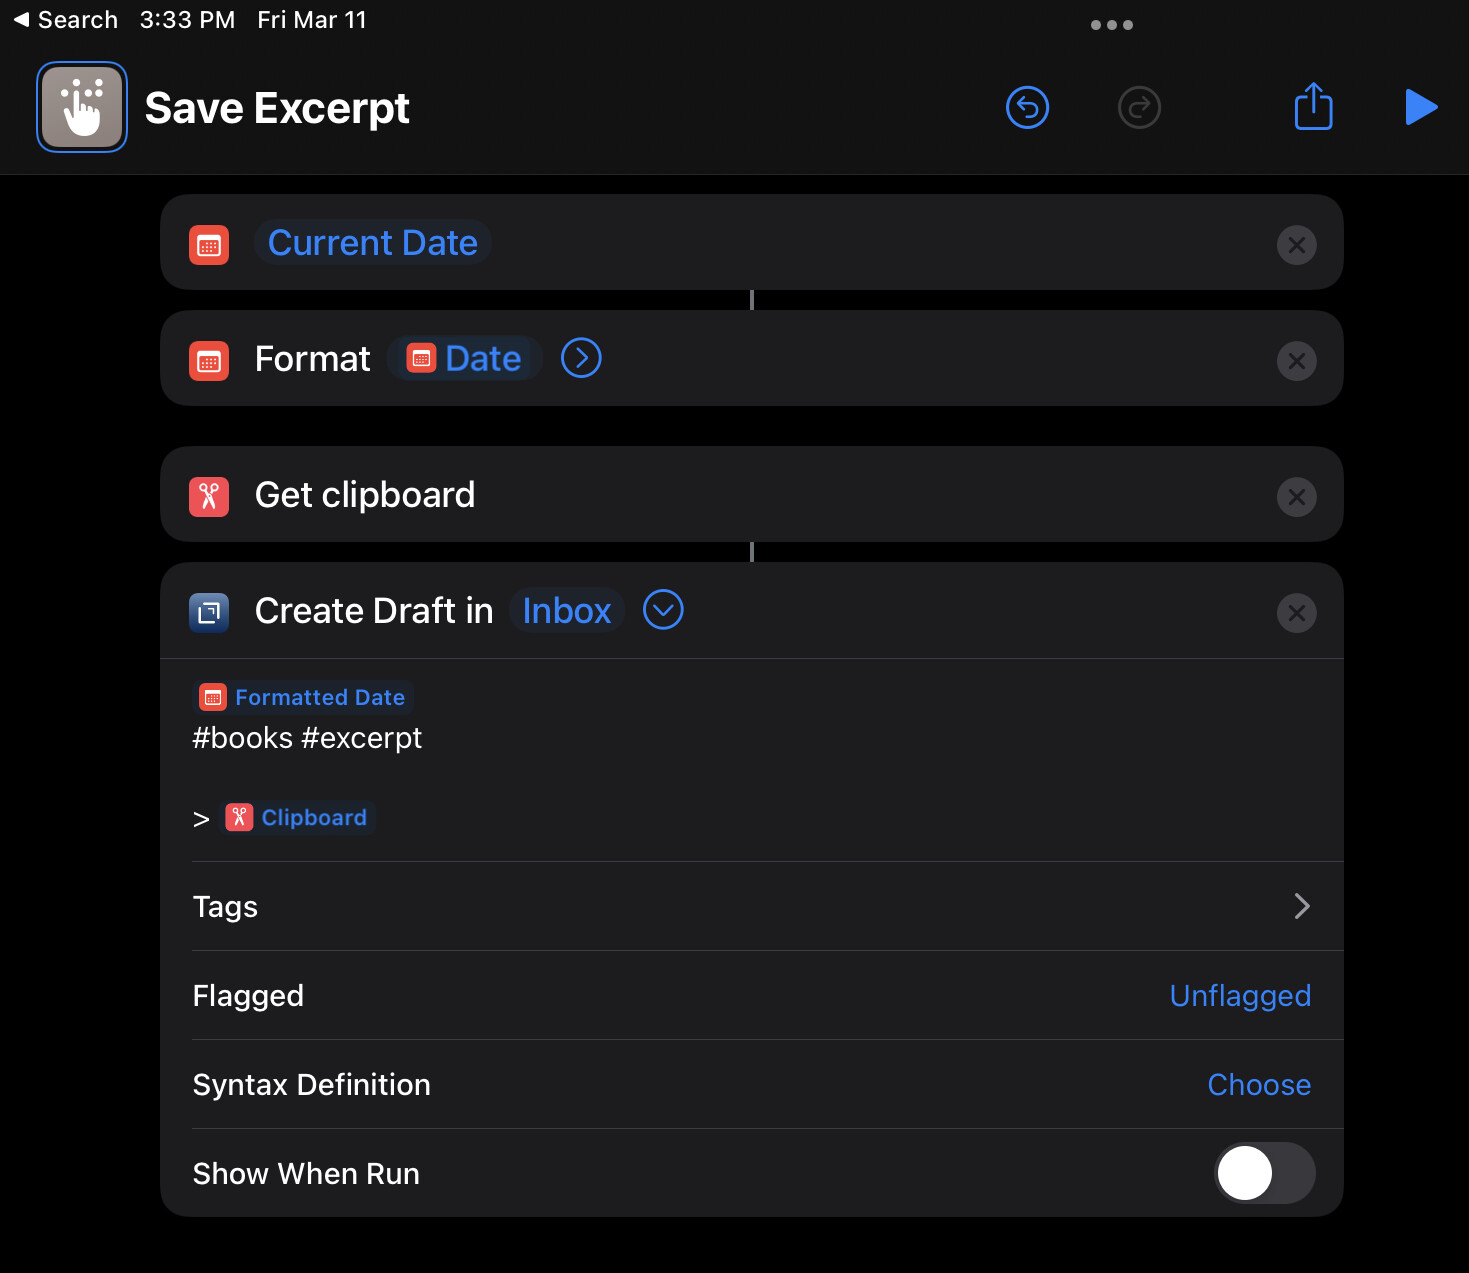 Search 3:33 PM Fri Mar 11
Save Excerpt
Current Date
Format Date
Get clipboard
Create Draft in Inbox
Formatted Date
#books #excerpt
> Clipboard
Tags
Flagged Unflagged
Syntax Definition Choose
Show When Run